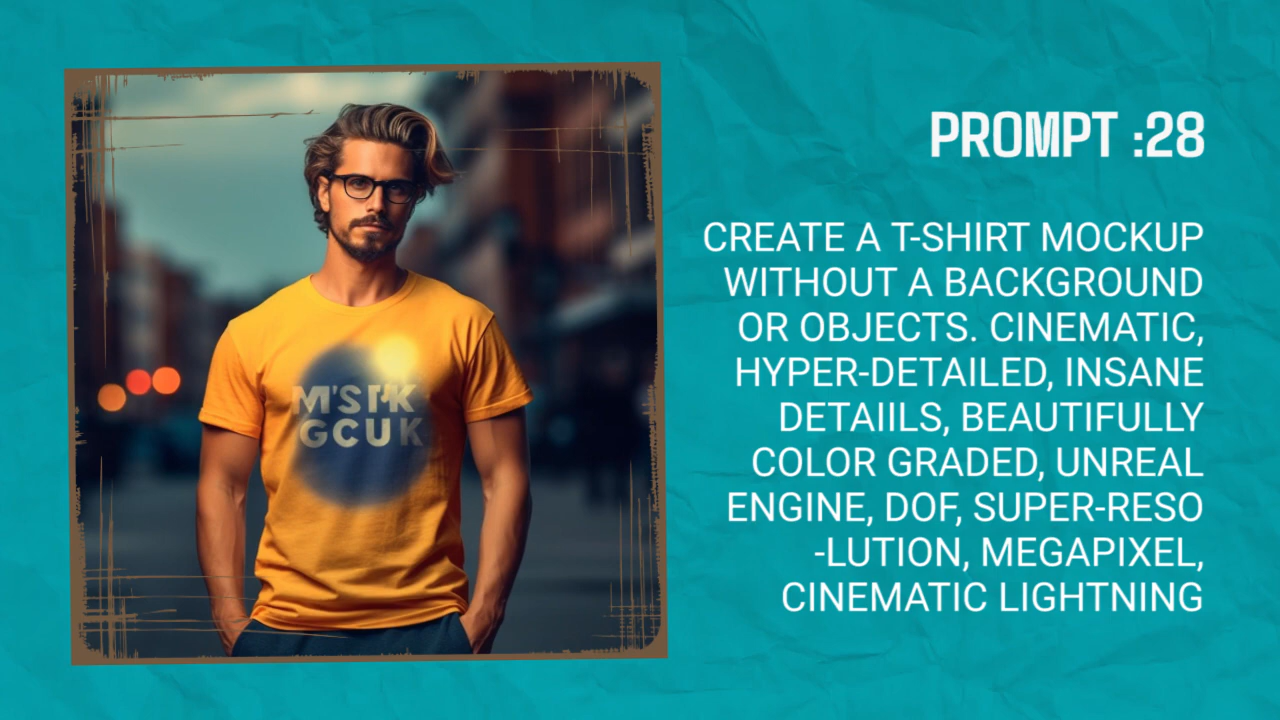 PROMPT :28
CREATE A T-SHIRT MOCKUP
WITHOUT A BACKGROUND
OR OBJECTS. CINEMATIC,
HYPER-DETAILED, INSANE
DETAIILS, BEAUTIFULLY
COLOR GRADED, UNREAL
ENGINE, DOF, SUPER-RESO
-LUTION, MEGAPIXEL,
CINEMATIC LIGHTNING
GCUK